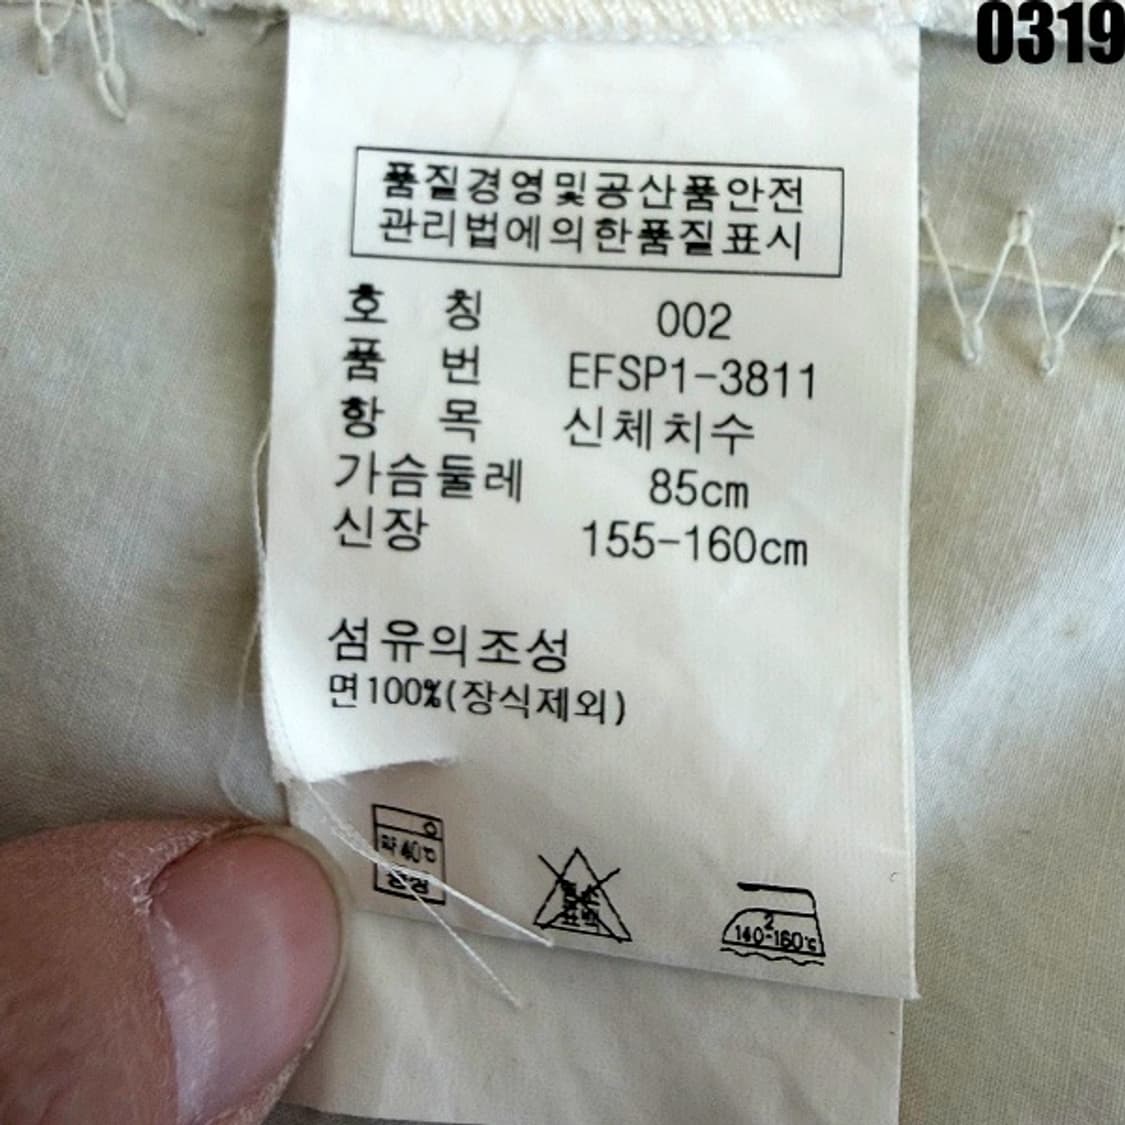 0319
품질경영및공산품안전
관리법에의한품질표시
호 칭 002
품 번 EFSP1-3811
항 목 신체치수
가슴둘레 85cm
신장 155-160cm
섬유의조성
면100%(장식제외)
약 40℃
2
140-160℃